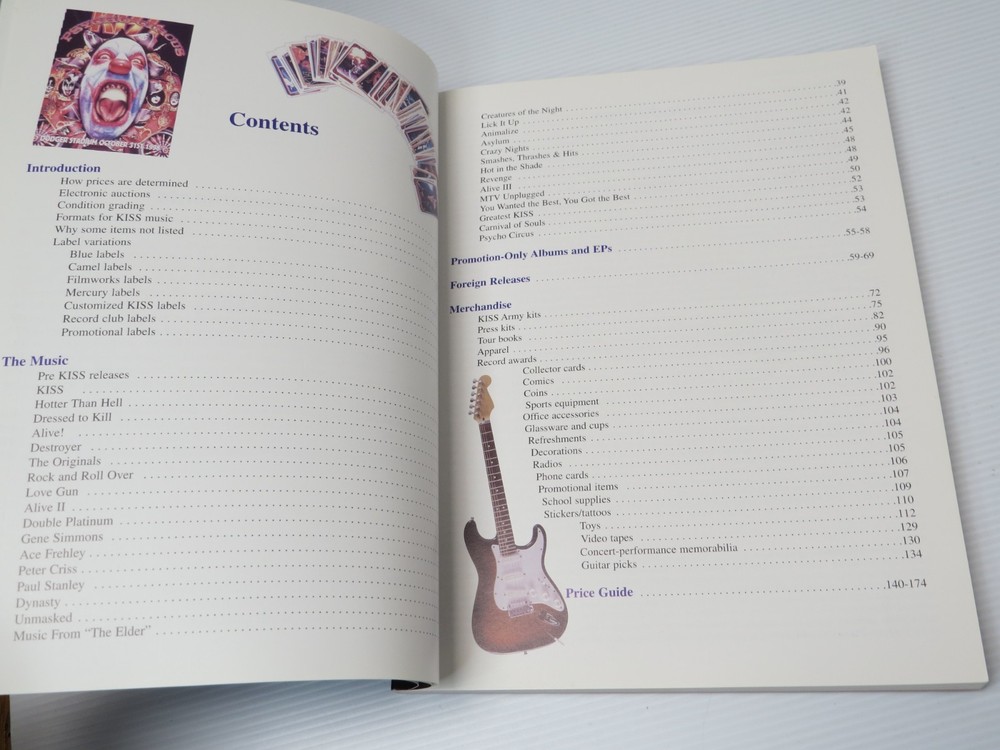 PSYCHO CIRCUS
DODGER STADIUM OCTOBER 31ST
Contents
Introduction
How prices are determined
Electronic auctions
Condition grading
Formats for KISS music
Why some items not listed
Label variations
Blue labels
Camel labels
Filmworks labels
Mercury labels
Customized KISS labels
Record club labels
Promotional labels
The Music
Pre KISS releases
KISS
Hotter Than Hell
Dressed to Kill
Alive!
Destroyer
The Originals
Rock and Roll Over
Love Gun
Alive II
Double Platinum
Gene Simmons
Ace Frehley
Peter Criss
Paul Stanley
Dynasty
Unmasked
Music From “The Elder”
Creatures of the Night 39
Lick It Up 41
Animalize 42
Asylum 42
Crazy Nights 44
Smashes, Thrashes & Hits 45
Hot in the Shade 48
Revenge 48
Alive III 49
MTV Unplugged 50
You Wanted the Best, You Got the Best 52
Greatest KISS 53
Carnival of Souls 53
Psycho Circus 54
Promotion-Only Albums and EPs 55-58
Foreign Releases 59-69
Merchandise
KISS Army kits 72
Press kits 75
Tour books 82
Apparel 90
Record awards 95
Collector cards 96
Comics 100
Coins 102
Sports equipment 102
Office accessories 103
Glassware and cups 104
Refreshments 104
Decorations 105
Radios 105
Phone cards 106
Promotional items 107
School supplies 109
Stickers/tattoos 110
Toys 112
Video tapes 129
Concert-performance memorabilia 130
Guitar picks 134
Price Guide 140-174